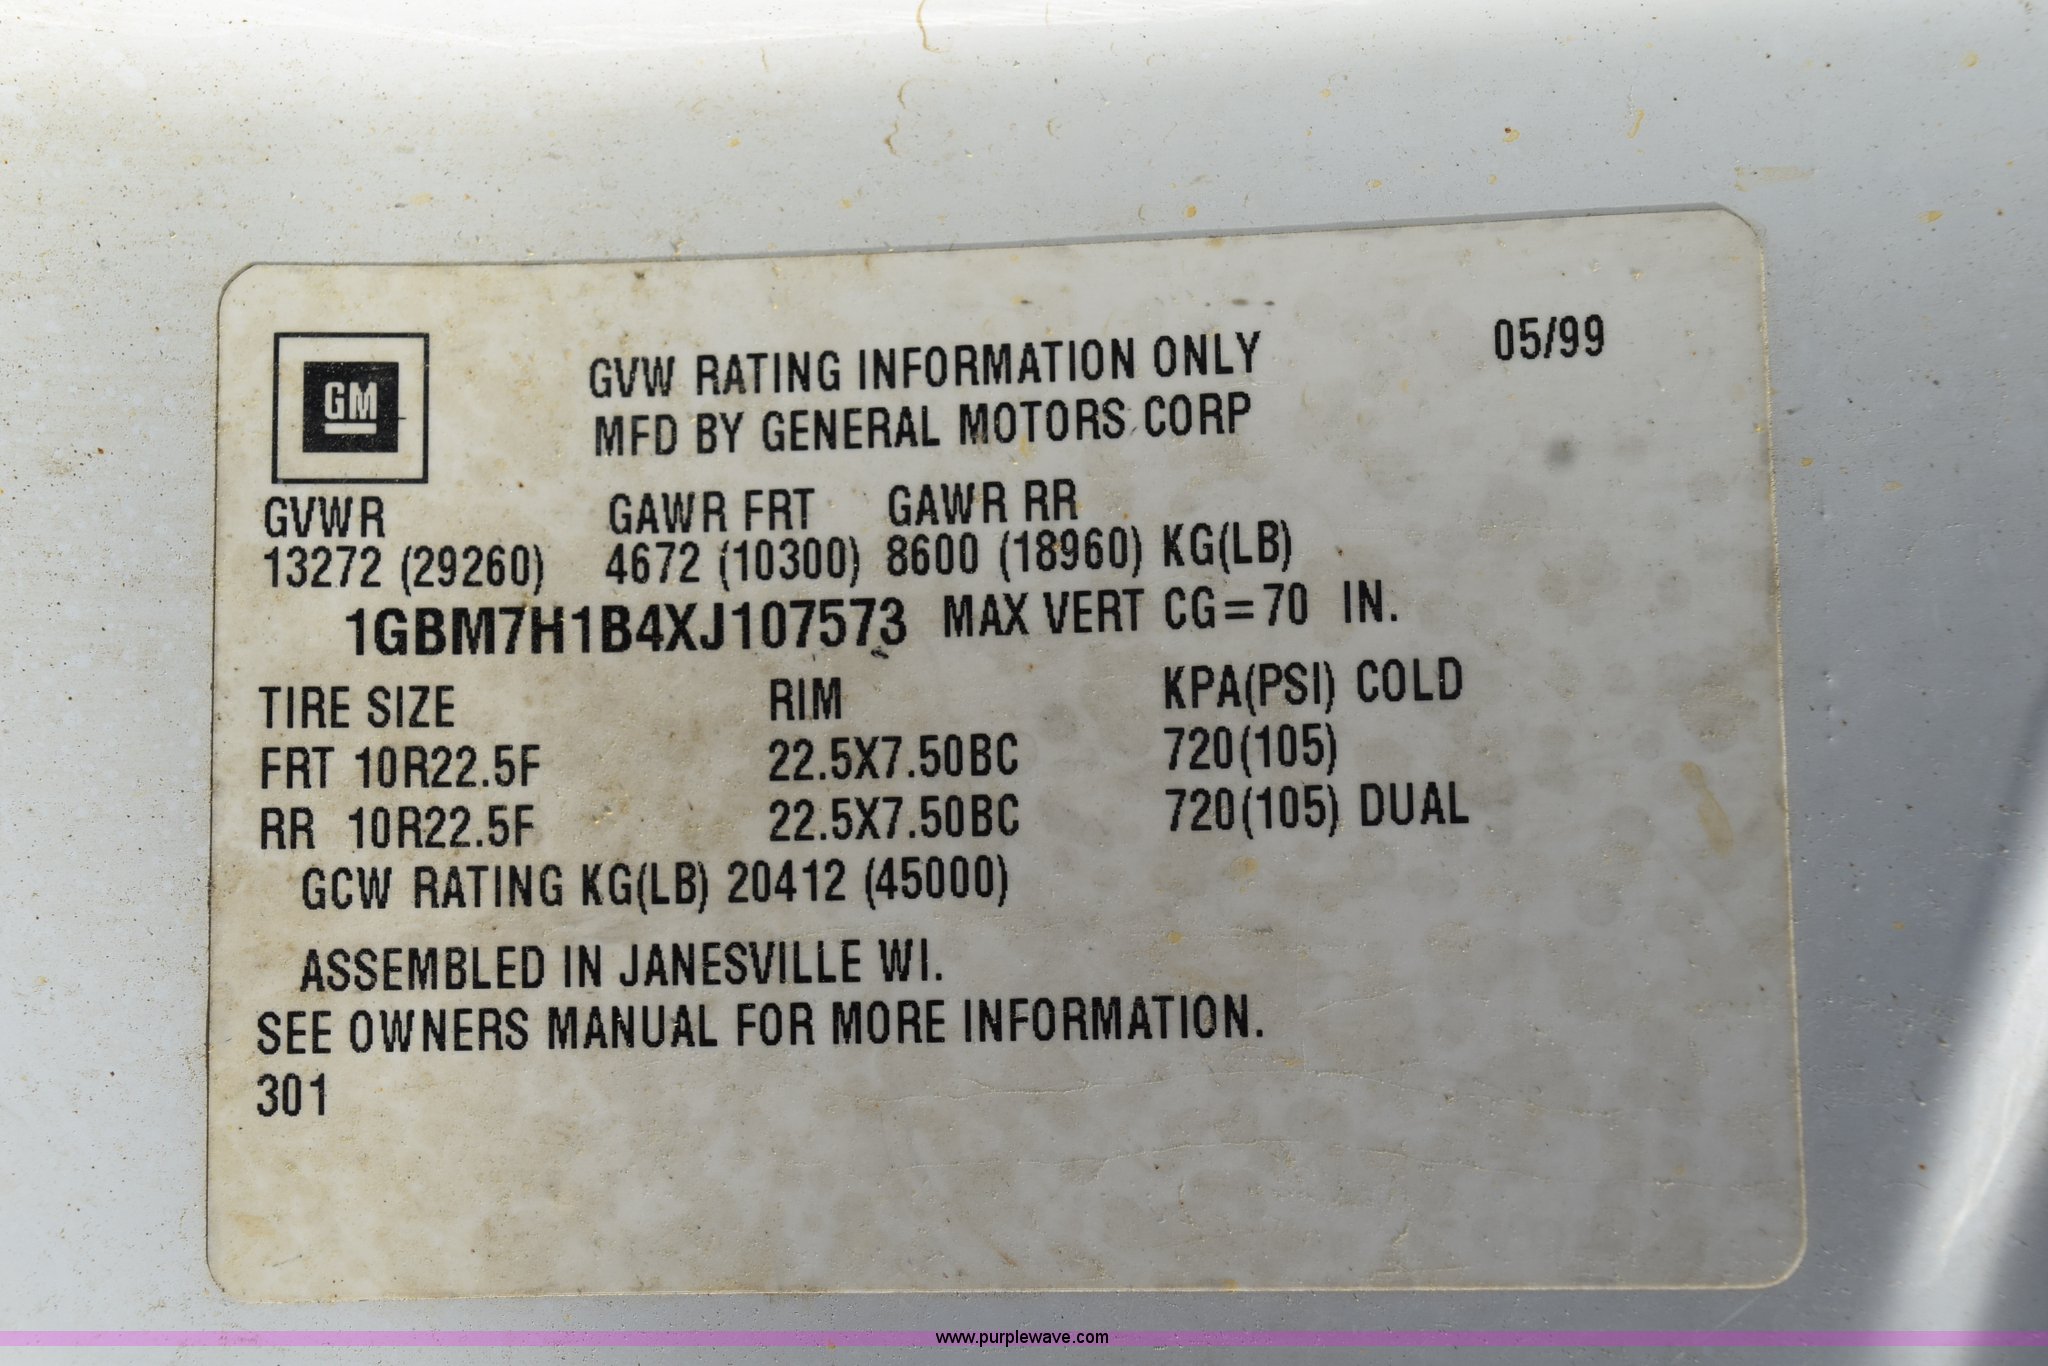 GM
GVW RATING INFORMATION ONLY 05/99
MFD BY GENERAL MOTORS CORP
GVWR GAWR FRT GAWR RR
13272 (29260) 4672 (10300) 8600 (18960) KG(LB)
1GBM7H1B4XJ107573 MAX VERT CG=70 IN.
TIRE SIZE RIM KPA(PSI) COLD
FRT 10R22.5F 22.5X7.50BC 720(105)
RR 10R22.5F 22.5X7.50BC 720(105) DUAL
GCW RATING KG(LB) 20412 (45000)
ASSEMBLED IN JANESVILLE WI.
SEE OWNERS MANUAL FOR MORE INFORMATION.
301
www.purplewave.com